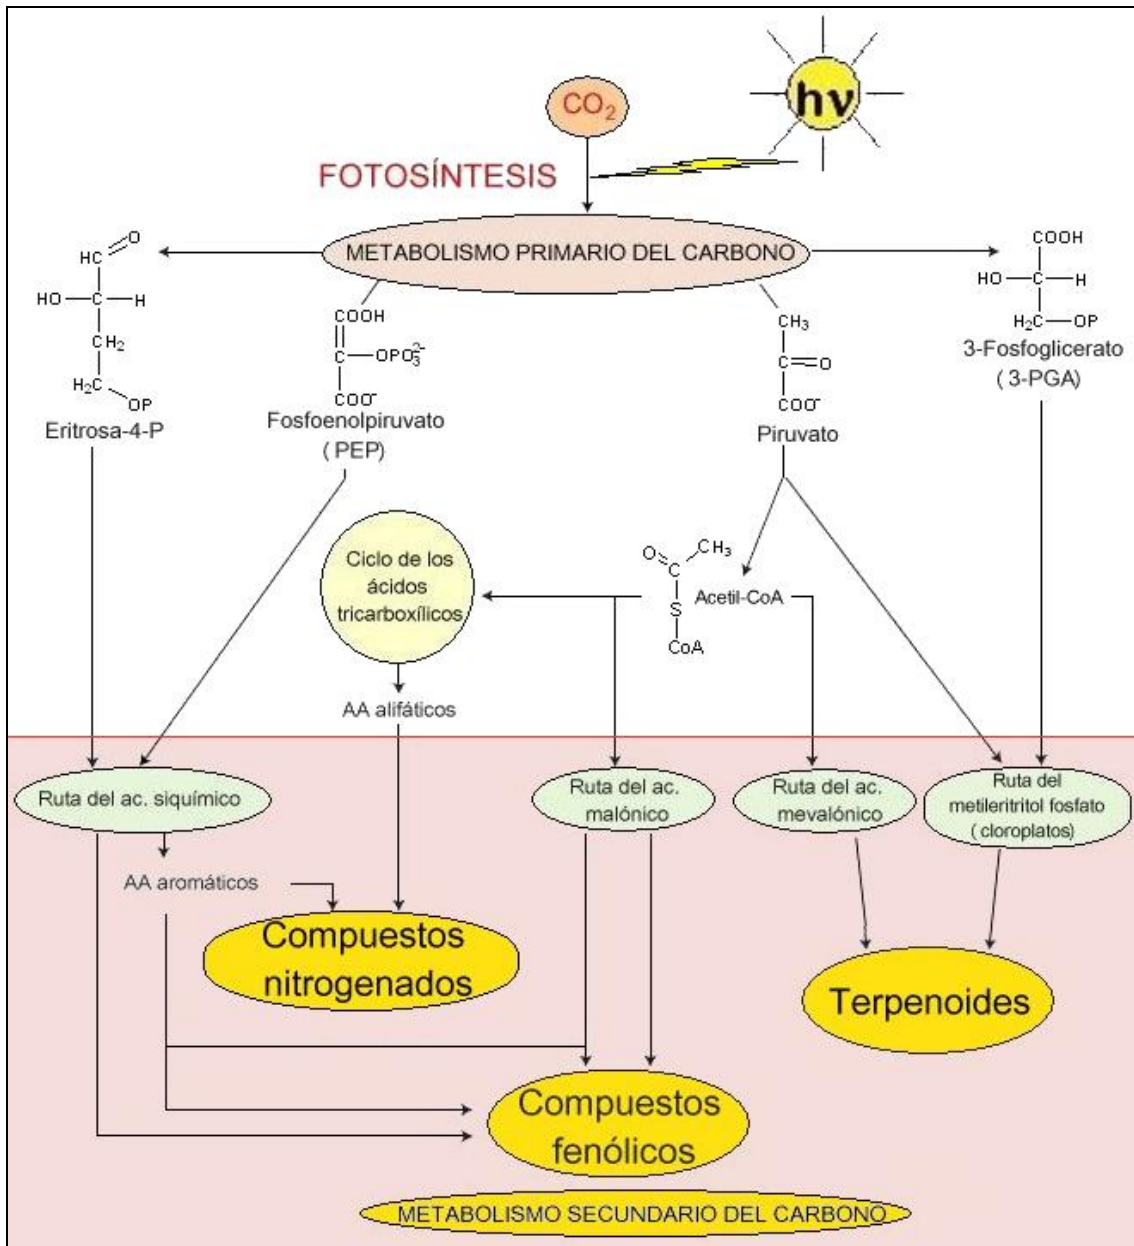 hν
CO2
FOTOSÍNTESIS
METABOLISMO PRIMARIO DEL CARBONO
O
HC
HO—C—H
CH2
H2C
OP
Eritrosa-4-P
COOH
C—OPO3 2-
COO-
Fosfoenolpiruvato
( PEP)
CH3
C=O
COO-
Piruvato
COOH
HO—C—H
H2C—OP
3-Fosfoglicerato
( 3-PGA)
Ciclo de los
ácidos
tricarboxílicos
O
CH3
C
S
CoA
Acetil-CoA
AA alifáticos
Ruta del ac. siquímico
Ruta del ac.
malónico
Ruta del ac.
mevalónico
Ruta del
metileritritol fosfato
( cloroplatos)
AA aromáticos
Compuestos
nitrogenados
Terpenoides
Compuestos
fenólicos
METABOLISMO SECUNDARIO DEL CARBONO